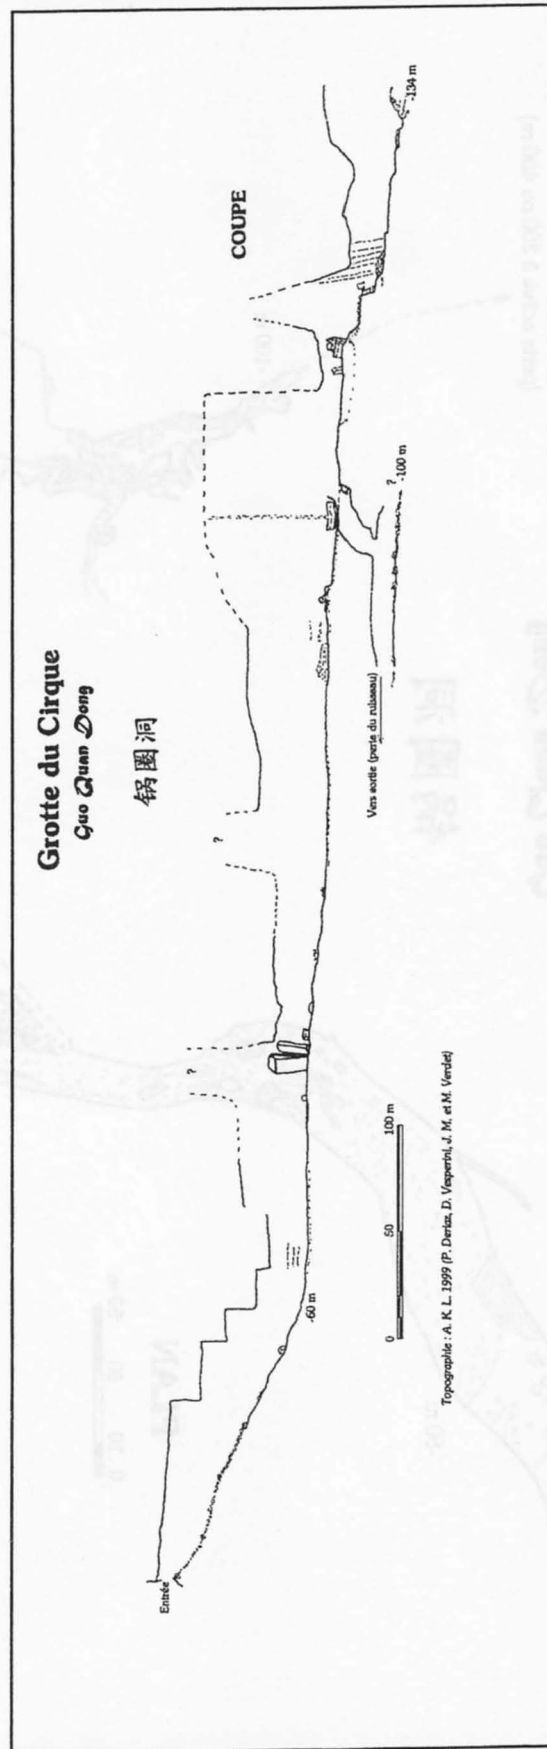 Grotte du Cirque
Guo Quan Dong
锅圈洞
COUPE
Entrée
-60 m
?
?
Vers sortie (perte du ruisseau)
?
-100 m
-134 m
0 50 100 m
Topographie : A. K. L. 1999 (P. Deriaz, D. Vesperini, J. M. et M. Verdet)